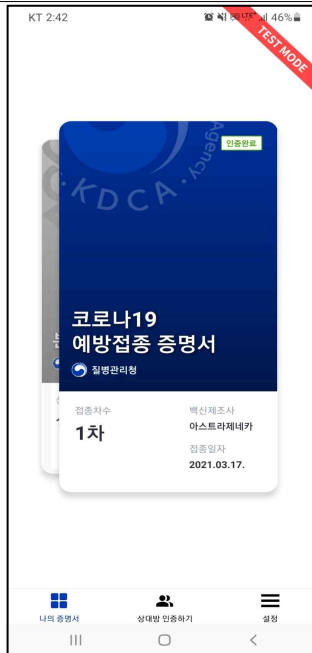 KT 2:42
46%
TEST MODE
Agency
KDCA
인증완료
코로나19
예방접종 증명서
질병관리청
접종차수
1차
백신제조사
아스트라제네카
접종일자
2021.03.17.
나의 증명서
상대방 인증하기
설정